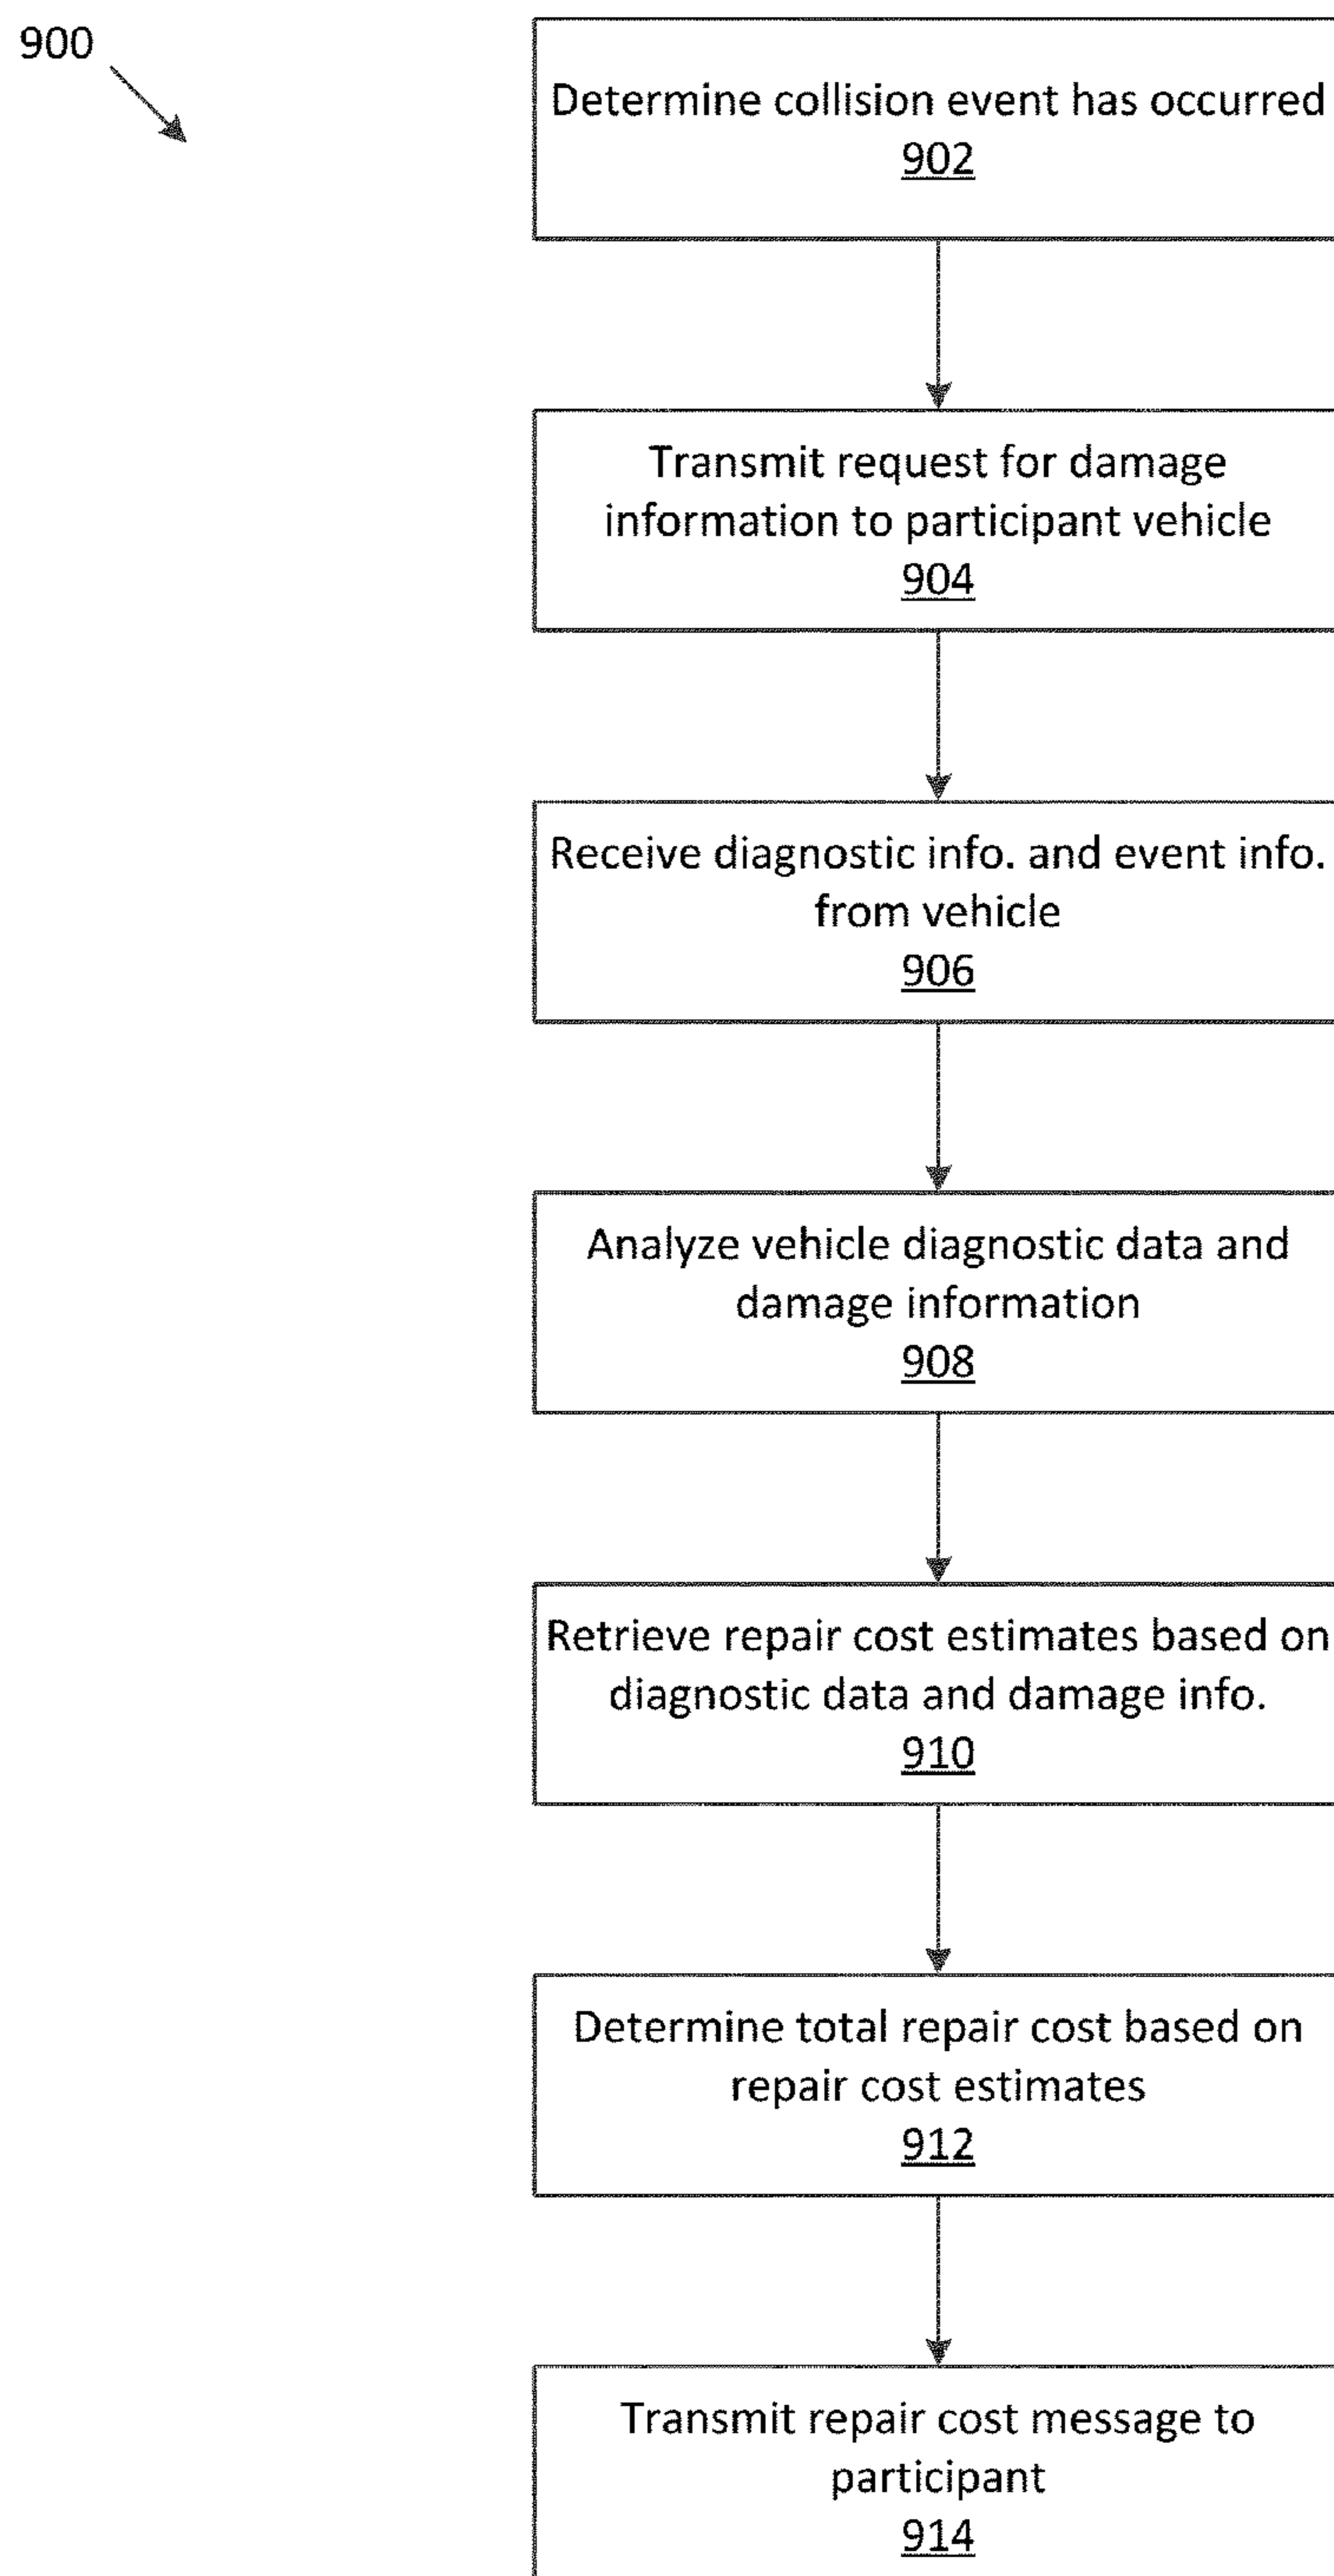 900
Determine collision event has occurred
902
Transmit request for damage
information to participant vehicle
904
Receive diagnostic info. and event info.
from vehicle
906
Analyze vehicle diagnostic data and
damage information
908
Retrieve repair cost estimates based on
diagnostic data and damage info.
910
Determine total repair cost based on
repair cost estimates
912
Transmit repair cost message to
participant
914